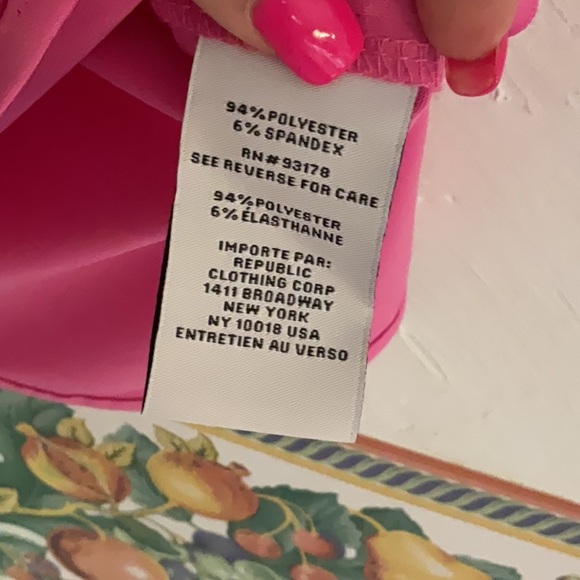 94%POLYESTER
6% SPANDEX
RN#93178
SEE REVERSE FOR CARE
94%POLYESTER
6% ÉLASTHANNE
IMPORTE PAR:
REPUBLIC
CLOTHING CORP
1411 BROADWAY
NEW YORK
NY 10018 USA
ENTRETIEN AU VERSO